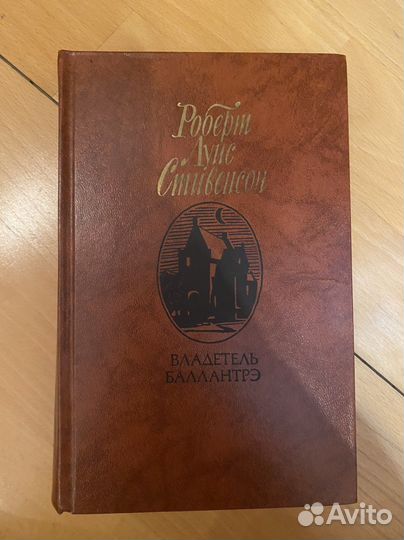 Роберт
Луис
Стивенсон
ВЛАДЕТЕЛЬ
БАЛЛАНТРЭ
Avito